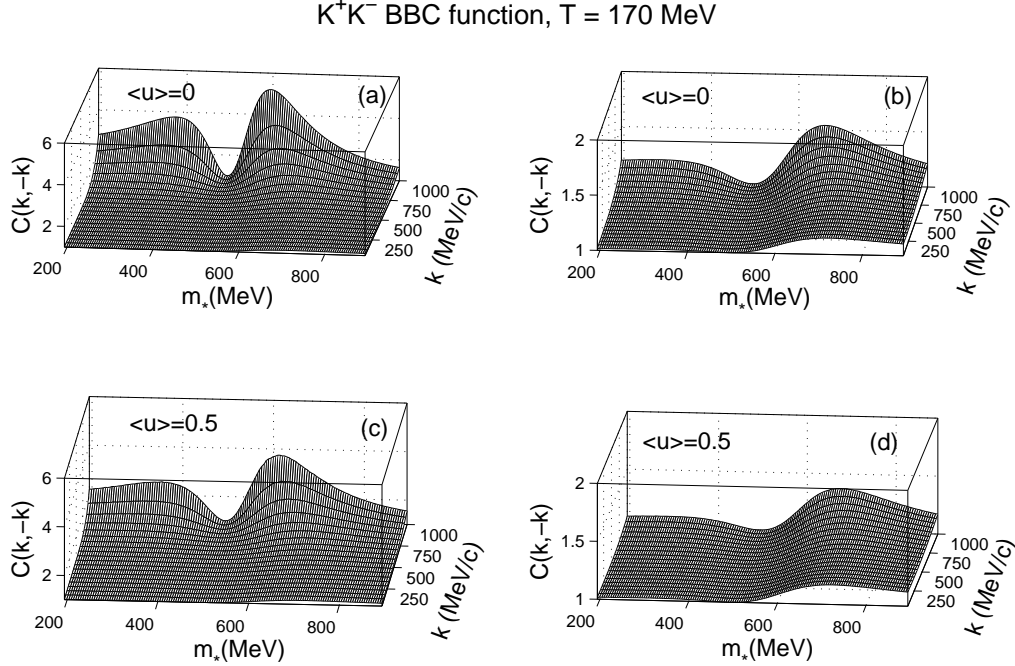 K⁺K⁻ BBC function, T = 170 MeV
<u>=0
(a)
C(k,−k)
6
4
2
200
400
600
800
m*(MeV)
1000
750
500
250
k (MeV/c)
<u>=0
(b)
C(k,−k)
2
1.5
1
200
400
600
800
m*(MeV)
1000
750
500
250
k (MeV/c)
<u>=0.5
(c)
C(k,−k)
6
4
2
200
400
600
800
m*(MeV)
1000
750
500
250
k (MeV/c)
<u>=0.5
(d)
C(k,−k)
2
1.5
1
200
400
600
800
m*(MeV)
1000
750
500
250
k (MeV/c)